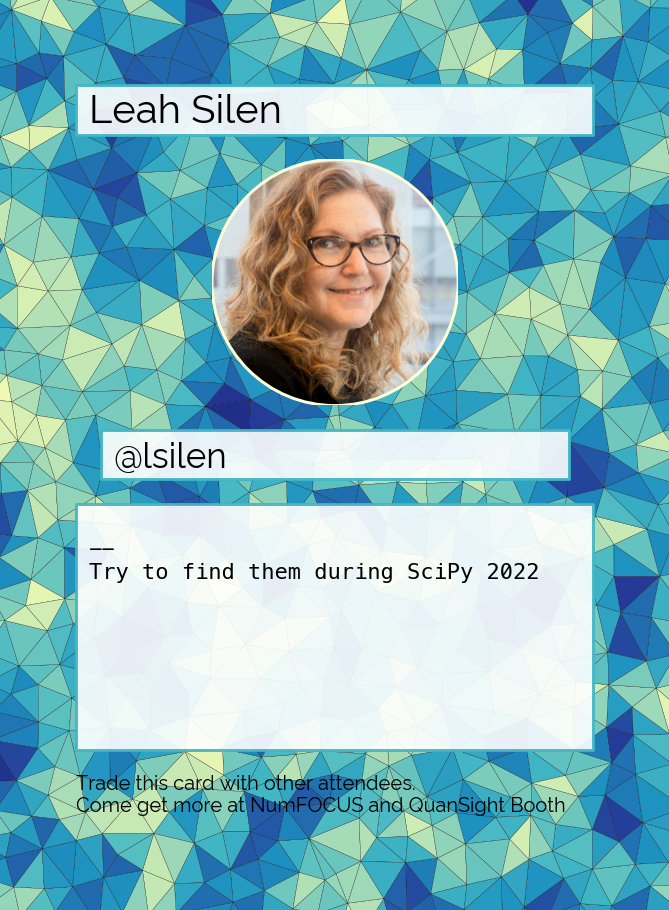 Leah Silen
@lsilen
__
Try to find them during SciPy 2022
Trade this card with other attendees.
Come get more at NumFOCUS and QuanSight Booth